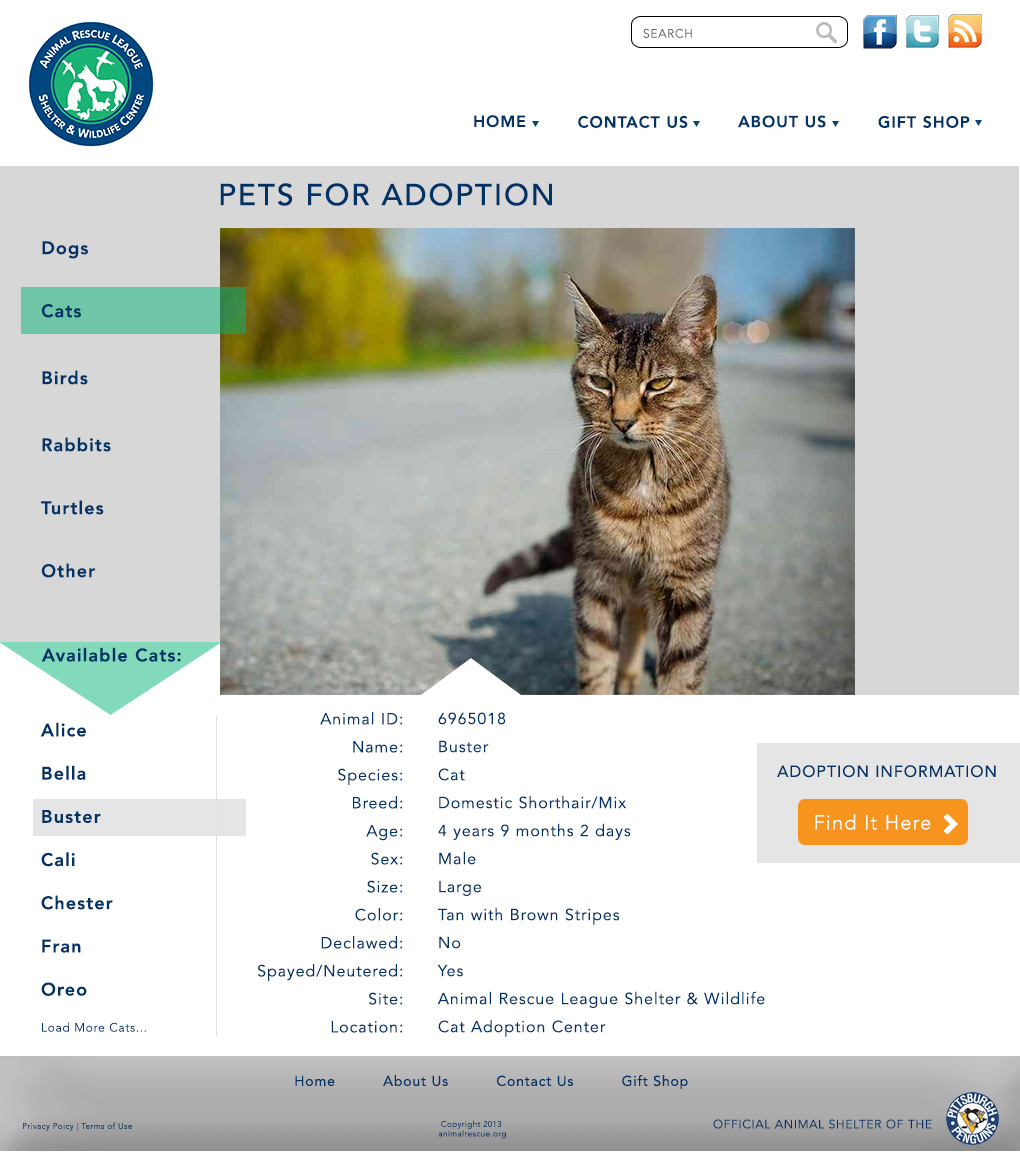 ANIMAL RESCUE LEAGUE
SHELTER & WILDLIFE CENTER
SEARCH
HOME
CONTACT US
ABOUT US
GIFT SHOP
PETS FOR ADOPTION
Dogs
Cats
Birds
Rabbits
Turtles
Other
Available Cats:
Alice
Bella
Buster
Cali
Chester
Fran
Oreo
Load More Cats...
Animal ID: 6965018
Name: Buster
Species: Cat
Breed: Domestic Shorthair/Mix
Age: 4 years 9 months 2 days
Sex: Male
Size: Large
Color: Tan with Brown Stripes
Declawed: No
Spayed/Neutered: Yes
Site: Animal Rescue League Shelter & Wildlife
Location: Cat Adoption Center
ADOPTION INFORMATION
Find It Here
Home
About Us
Contact Us
Gift Shop
Privacy Poicy | Terms of Use
Copyright 2013
animalrescue.org
OFFICIAL ANIMAL SHELTER OF THE
PITTSBURGH
PENGUINS